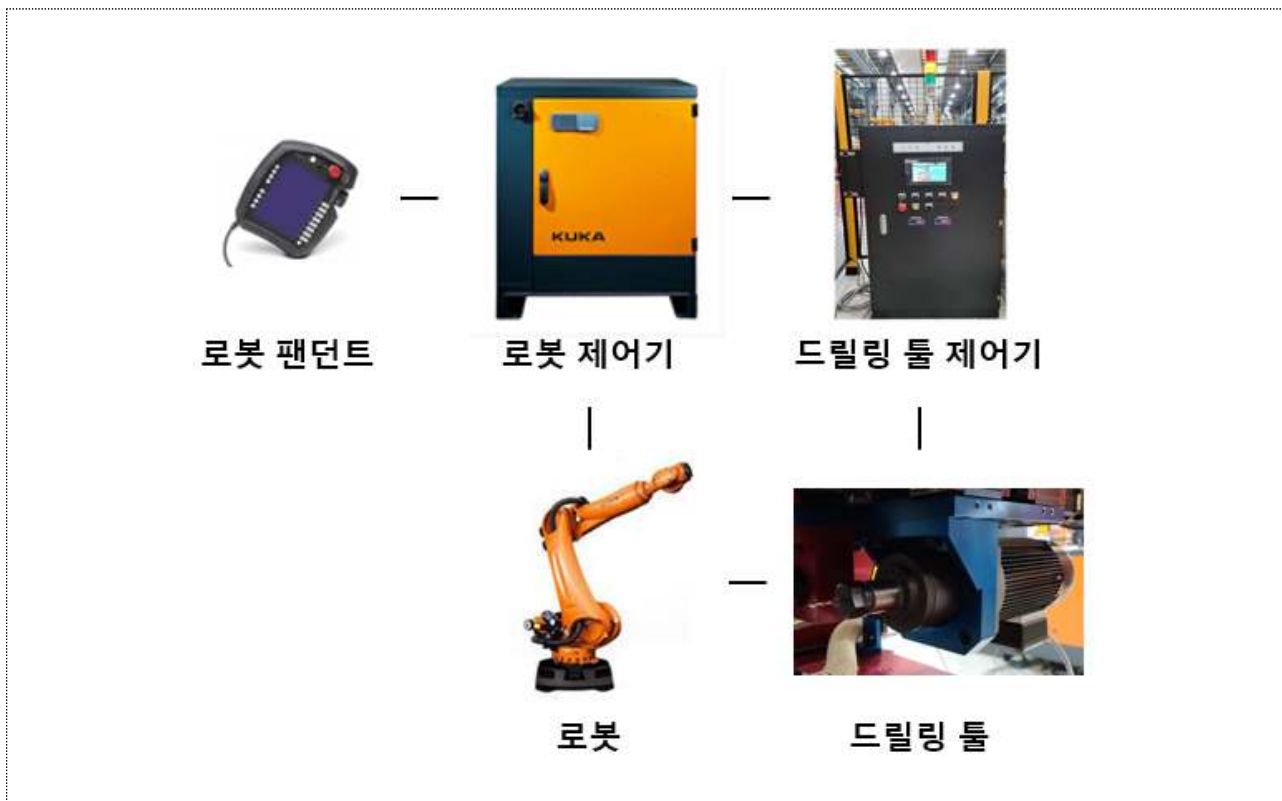 KUKA
로봇 팬던트
로봇 제어기
드릴링 툴 제어기
로봇
드릴링 툴